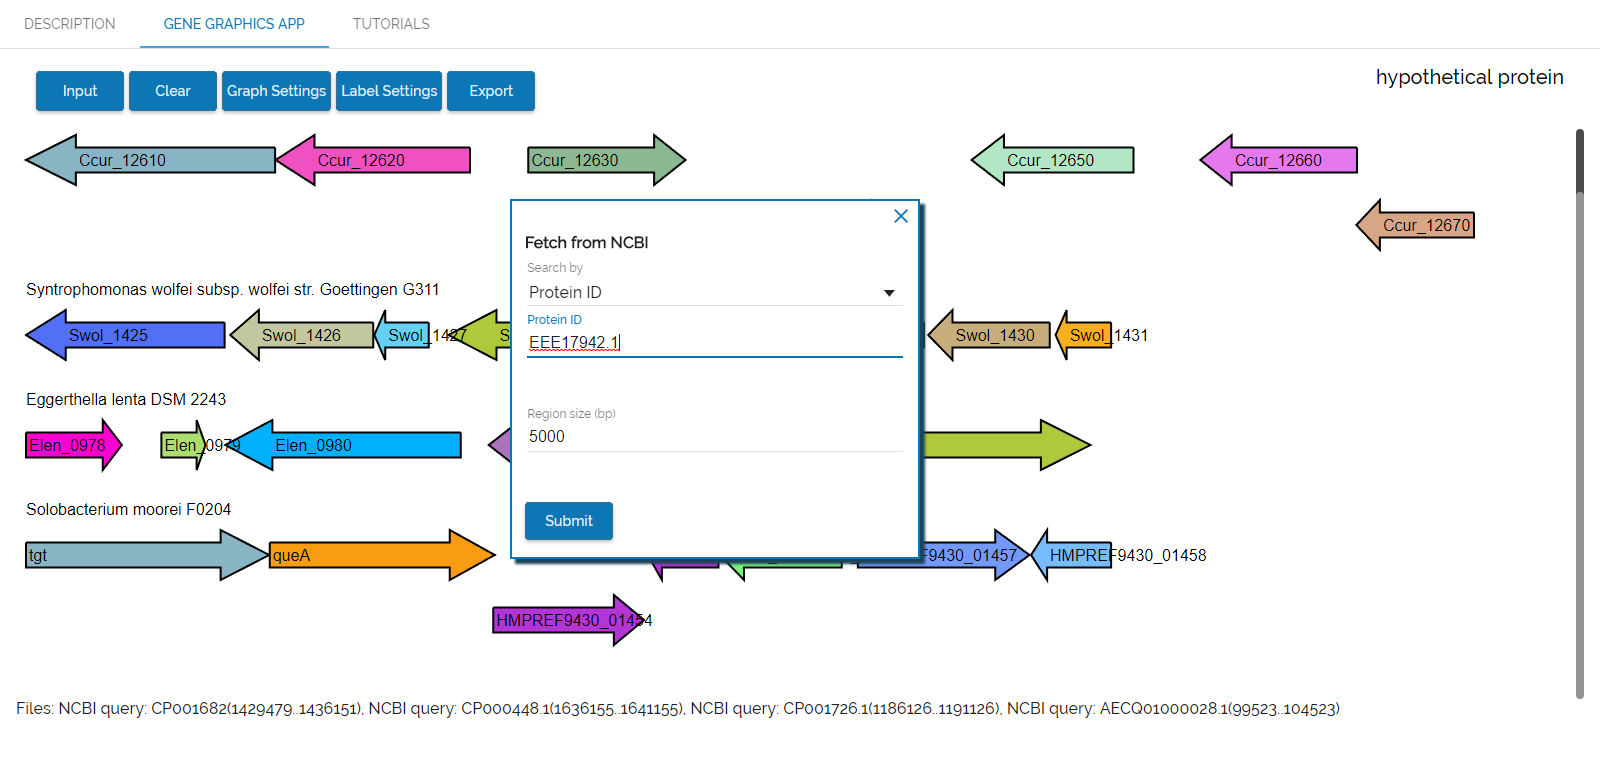 DESCRIPTION GENE GRAPHICS APP TUTORIALS
Input Clear Graph Settings Label Settings Export
hypothetical protein
Ccur_12610 Ccur_12620 Ccur_12630 Ccur_12650 Ccur_12660
Ccur_12670
Fetch from NCBI
Search by
Protein ID
Protein ID
EEE17942.1
Region size (bp)
5000
Submit
Syntrophomonas wolfei subsp. wolfei str. Goettingen G311
Swol_1425 Swol_1426 Swol_1427 S Swol_1430 Swol_1431
Eggerthella lenta DSM 2243
Elen_0978 Elen_0979 Elen_0980
Solobacterium moorei F0204
tgt queA F9430_01457 HMPREF9430_01458
HMPREF9430_01454
Files: NCBI query: CP001682(1429479..1436151), NCBI query: CP000448.1(1636155..1641155), NCBI query: CP001726.1(1186126..1191126), NCBI query: AECQ01000028.1(99523..104523)